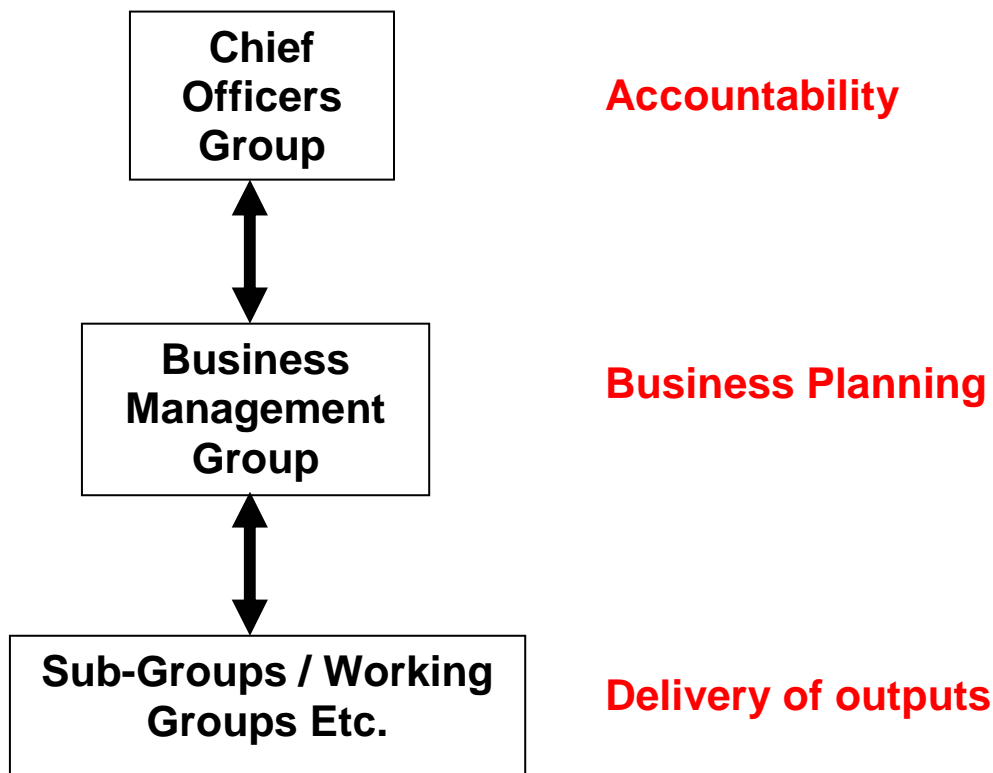 Chief
Officers
Group
Accountability
Business
Management
Group
Business Planning
Sub-Groups / Working
Groups Etc.
Delivery of outputs